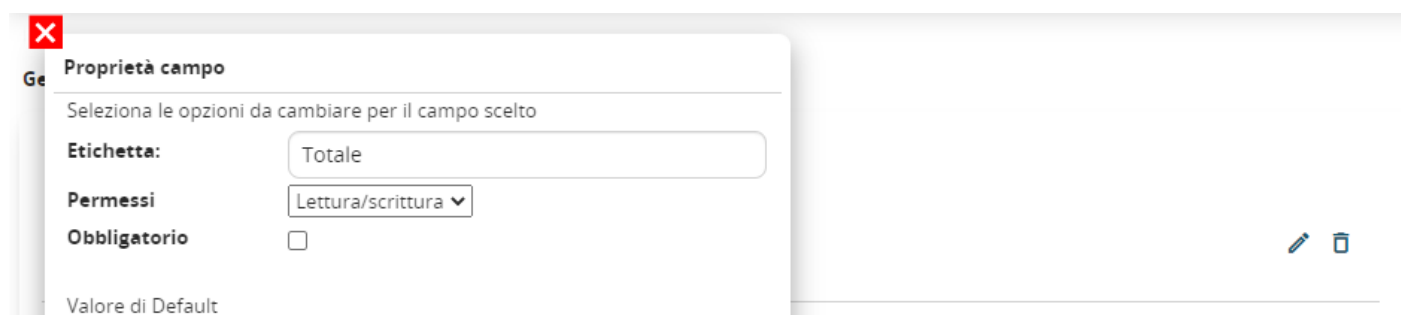 Proprietà campo
Ge
Seleziona le opzioni da cambiare per il campo scelto
Etichetta: Totale
Permessi Lettura/scrittura
Obbligatorio
Valore di Default